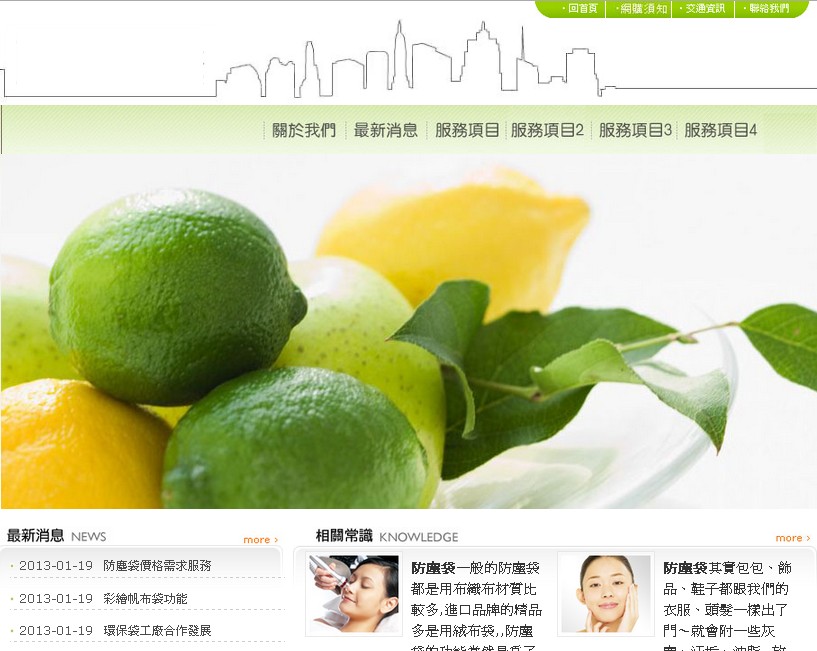 ·回首頁 ·網購須知 ·交通資訊 ·聯絡我們
關於我們 最新消息 服務項目 服務項目2 服務項目3 服務項目4
最新消息 NEWS
more ›
· 2013-01-19 防塵袋價格需求服務
· 2013-01-19 彩繪帆布袋功能
· 2013-01-19 環保袋工廠合作發展
相關常識 KNOWLEDGE
more ›
防塵袋一般的防塵袋
都是用布織布材質比
較多,進口品牌的精品
多是用絨布袋,,防塵
袋的功能當然是爲了
防塵袋其實包包、飾
品、鞋子都跟我們的
衣服、頭髮一樣出了
門~就會附一些灰